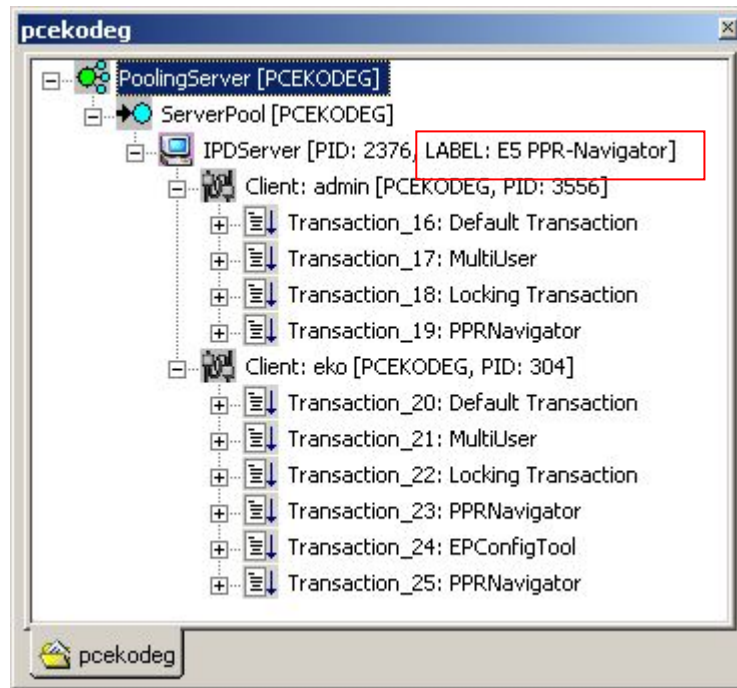 pcekodeg
PoolingServer [PCEKODEG]
ServerPool [PCEKODEG]
IPDServer [PID: 2376, LABEL: E5 PPR-Navigator]
Client: admin [PCEKODEG, PID: 3556]
Transaction_16: Default Transaction
Transaction_17: MultiUser
Transaction_18: Locking Transaction
Transaction_19: PPRNavigator
Client: eko [PCEKODEG, PID: 304]
Transaction_20: Default Transaction
Transaction_21: MultiUser
Transaction_22: Locking Transaction
Transaction_23: PPRNavigator
Transaction_24: EPConfigTool
Transaction_25: PPRNavigator
pcekodeg